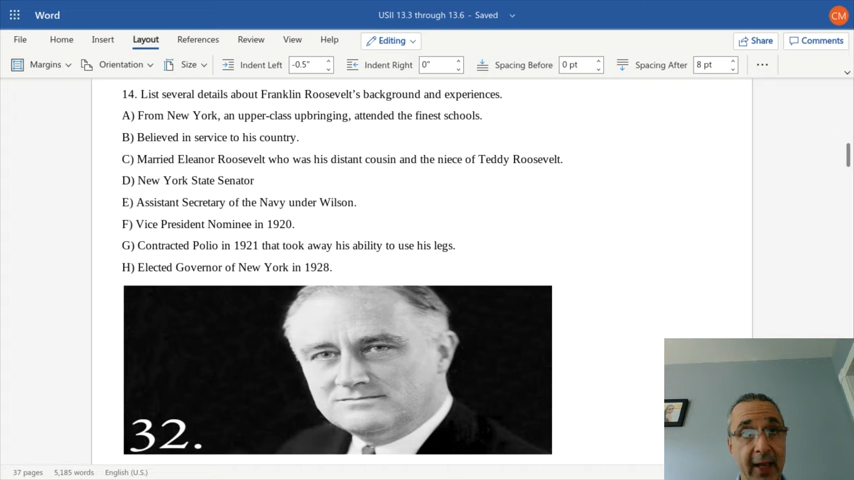 Word
USII 13.3 through 13.6 - Saved
CM
File Home Insert Layout References Review View Help Editing Share Comments
Margins Orientation Size Indent Left -0.5" Indent Right 0" Spacing Before 0 pt Spacing After 8 pt ...
14. List several details about Franklin Roosevelt's background and experiences.
A) From New York, an upper-class upbringing, attended the finest schools.
B) Believed in service to his country.
C) Married Eleanor Roosevelt who was his distant cousin and the niece of Teddy Roosevelt.
D) New York State Senator
E) Assistant Secretary of the Navy under Wilson.
F) Vice President Nominee in 1920.
G) Contracted Polio in 1921 that took away his ability to use his legs.
H) Elected Governor of New York in 1928.
32.
37 pages 5,185 words English (U.S.)